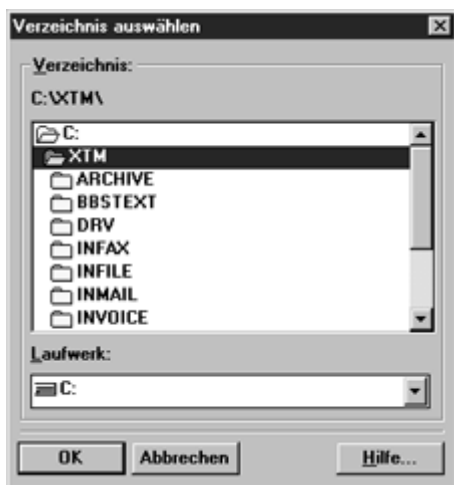 Verzeichnis auswählen
Verzeichnis:
C:\XTM\
C:
XTM
ARCHIVE
BBSTEXT
DRV
INFAX
INFILE
INMAIL
INVOICE
Laufwerk:
C:
OK Abbrechen Hilfe...